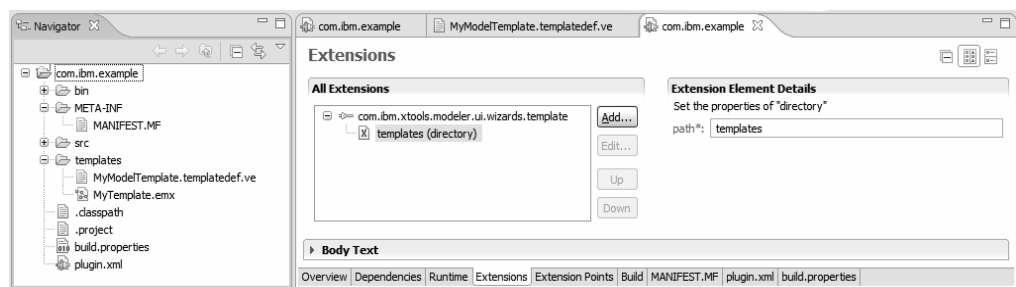 Navigator
com.ibm.example
bin
META-INF
MANIFEST.MF
src
templates
MyModelTemplate.templatedef.ve
MyTemplate.emx
.classpath
.project
build.properties
plugin.xml
com.ibm.example MyModelTemplate.templatedef.ve com.ibm.example
Extensions
All Extensions
com.ibm.xtools.modeler.ui.wizards.template
templates (directory)
Add...
Edit...
Up
Down
Extension Element Details
Set the properties of "directory"
path*: templates
Body Text
Overview Dependencies Runtime Extensions Extension Points Build MANIFEST.MF plugin.xml build.properties